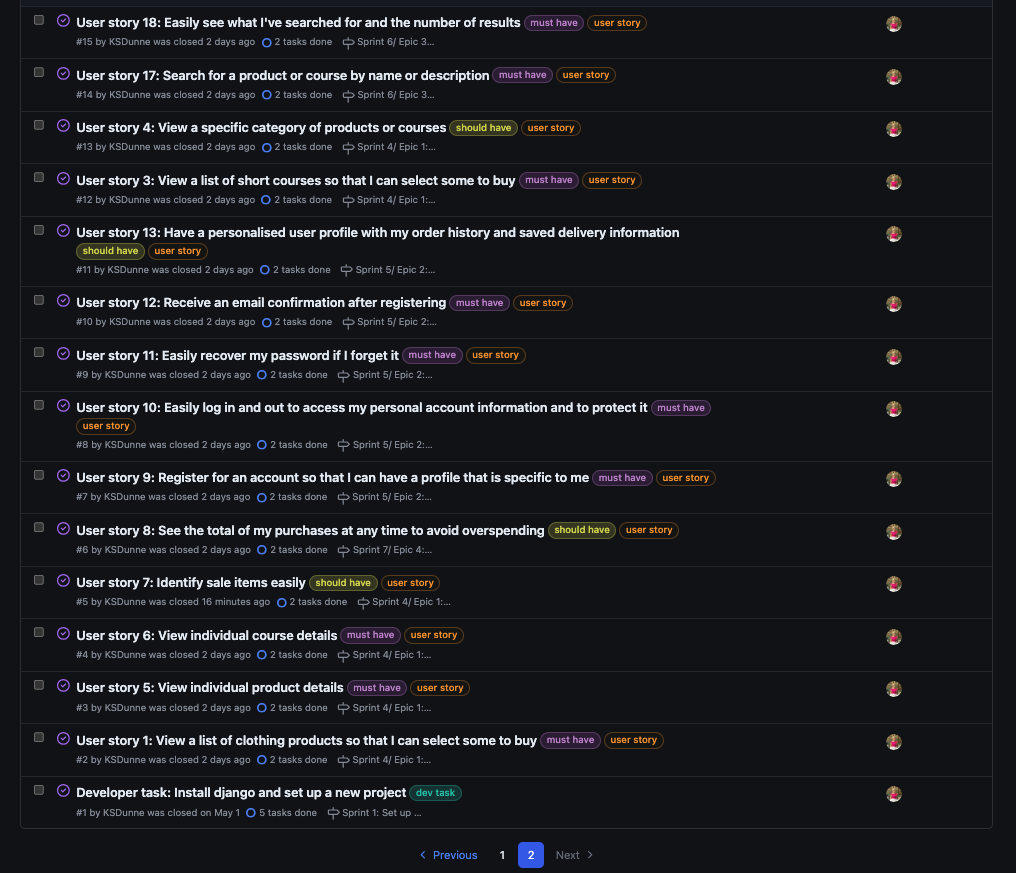 User story 18: Easily see what I've searched for and the number of results must have user story
#15 by KSDunne was closed 2 days ago 2 tasks done Sprint 6/ Epic 3...
User story 17: Search for a product or course by name or description must have user story
#14 by KSDunne was closed 2 days ago 2 tasks done Sprint 6/ Epic 3...
User story 4: View a specific category of products or courses should have user story
#13 by KSDunne was closed 2 days ago 2 tasks done Sprint 4/ Epic 1:...
User story 3: View a list of short courses so that I can select some to buy must have user story
#12 by KSDunne was closed 2 days ago 2 tasks done Sprint 4/ Epic 1:...
User story 13: Have a personalised user profile with my order history and saved delivery information
should have user story
#11 by KSDunne was closed 2 days ago 2 tasks done Sprint 5/ Epic 2:...
User story 12: Receive an email confirmation after registering must have user story
#10 by KSDunne was closed 2 days ago 2 tasks done Sprint 5/ Epic 2:...
User story 11: Easily recover my password if I forget it must have user story
#9 by KSDunne was closed 2 days ago 2 tasks done Sprint 5/ Epic 2:...
User story 10: Easily log in and out to access my personal account information and to protect it must have
user story
#8 by KSDunne was closed 2 days ago 2 tasks done Sprint 5/ Epic 2:...
User story 9: Register for an account so that I can have a profile that is specific to me must have user story
#7 by KSDunne was closed 2 days ago 2 tasks done Sprint 5/ Epic 2:...
User story 8: See the total of my purchases at any time to avoid overspending should have user story
#6 by KSDunne was closed 2 days ago 2 tasks done Sprint 7/ Epic 4:...
User story 7: Identify sale items easily should have user story
#5 by KSDunne was closed 16 minutes ago 2 tasks done Sprint 4/ Epic 1:...
User story 6: View individual course details must have user story
#4 by KSDunne was closed 2 days ago 2 tasks done Sprint 4/ Epic 1:...
User story 5: View individual product details must have user story
#3 by KSDunne was closed 2 days ago 2 tasks done Sprint 4/ Epic 1:...
User story 1: View a list of clothing products so that I can select some to buy must have user story
#2 by KSDunne was closed 2 days ago 2 tasks done Sprint 4/ Epic 1:...
Developer task: Install django and set up a new project dev task
#1 by KSDunne was closed on May 1 5 tasks done Sprint 1: Set up ...
Previous 1 2 Next